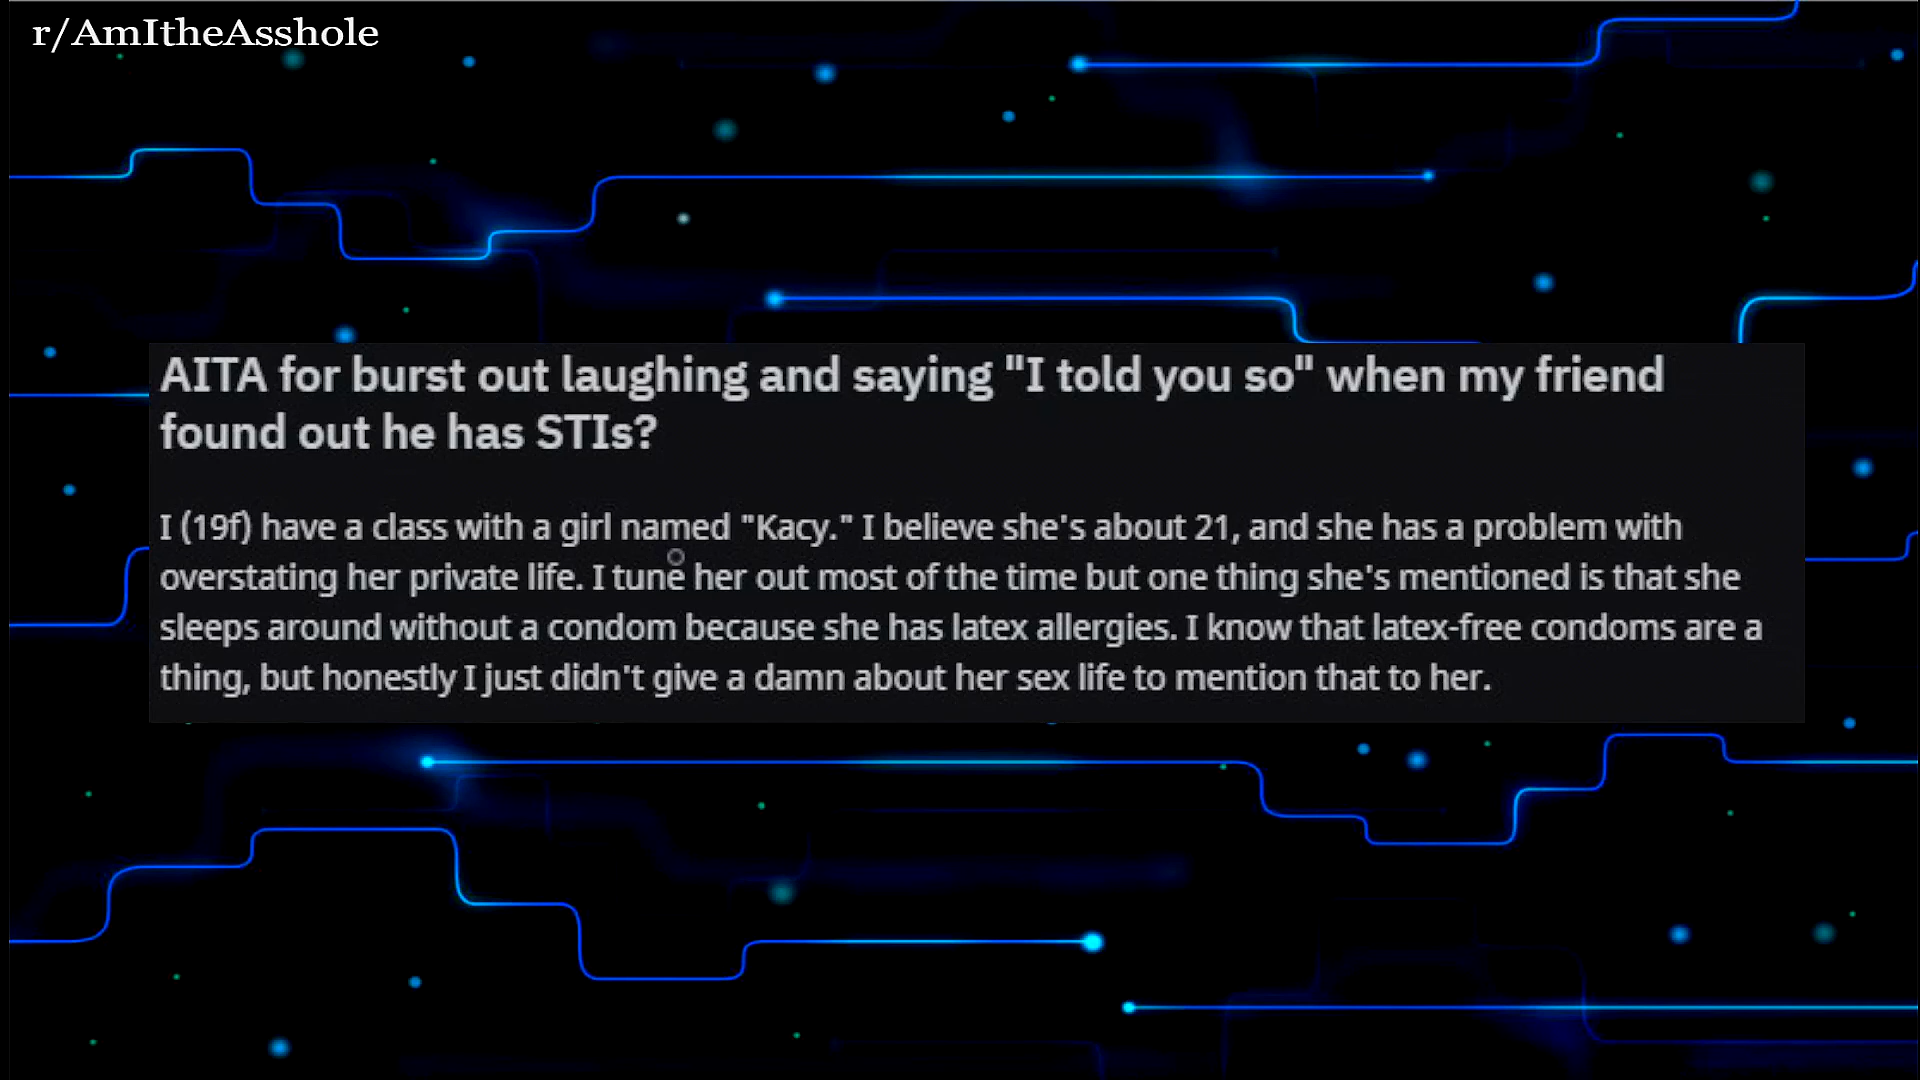 r/AmItheAsshole
AITA for burst out laughing and saying "I told you so" when my friend
found out he has STIs?
I (19f) have a class with a girl named "Kacy." I believe she's about 21, and she has a problem with
overstating her private life. I tune her out most of the time but one thing she's mentioned is that she
sleeps around without a condom because she has latex allergies. I know that latex-free condoms are a
thing, but honestly I just didn't give a damn about her sex life to mention that to her.